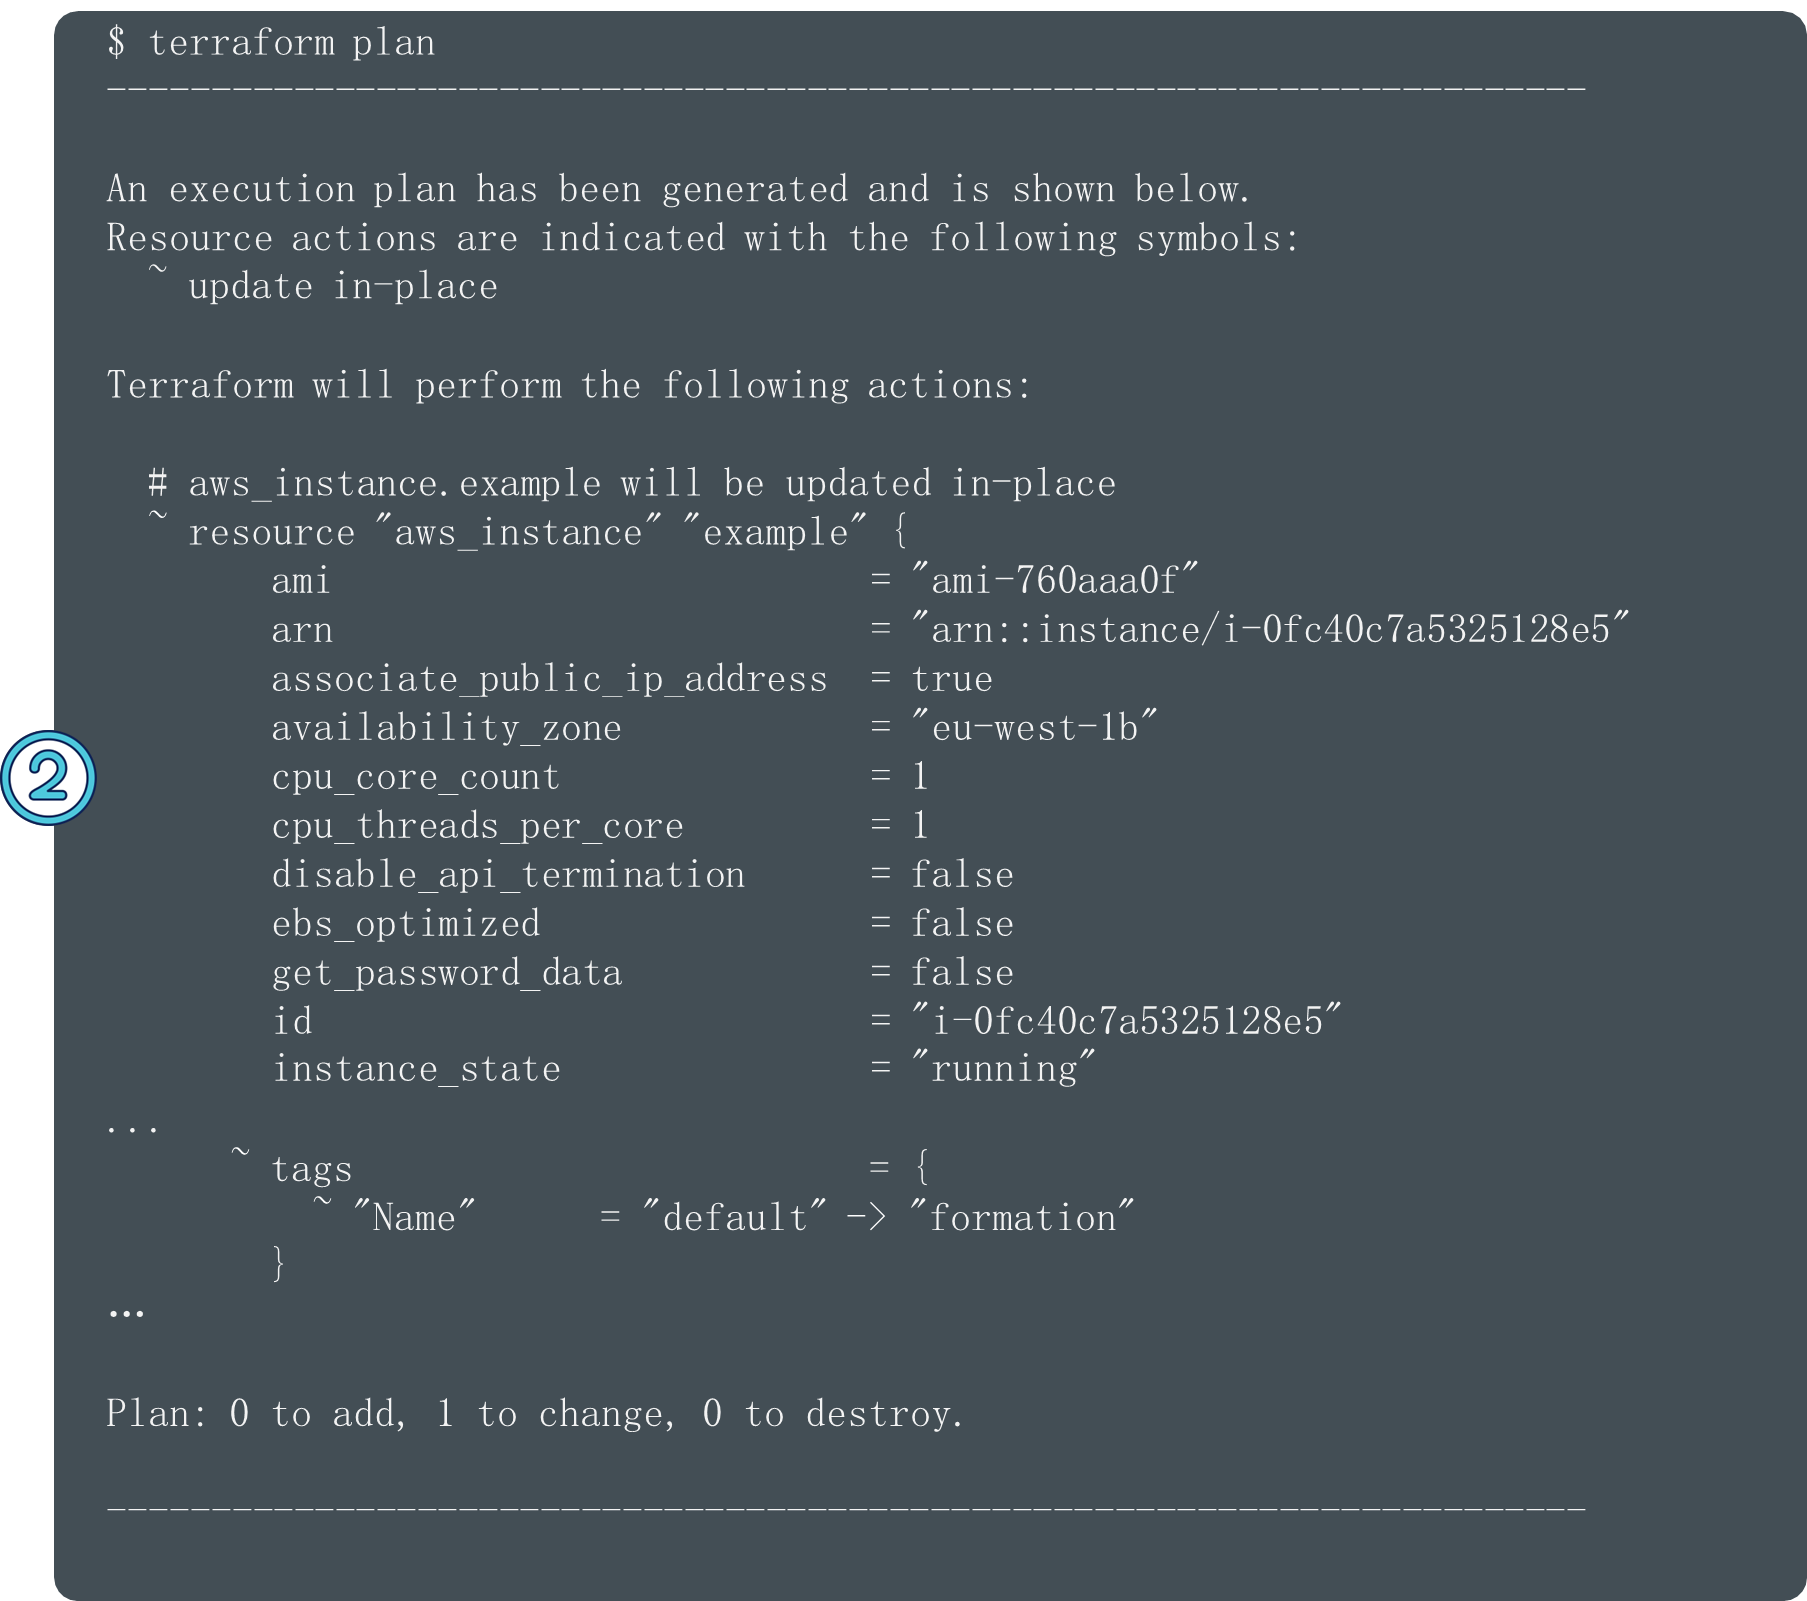 $ terraform plan
------------------------------------------------------------------------
An execution plan has been generated and is shown below.
Resource actions are indicated with the following symbols:
  ~ update in-place
Terraform will perform the following actions:
  # aws_instance.example will be updated in-place
  ~ resource "aws_instance" "example" {
        ami                          = "ami-760aaa0f"
        arn                          = "arn::instance/i-0fc40c7a5325128e5"
        associate_public_ip_address  = true
        availability_zone            = "eu-west-1b"
        cpu_core_count               = 1
        cpu_threads_per_core         = 1
        disable_api_termination      = false
        ebs_optimized                = false
        get_password_data            = false
        id                           = "i-0fc40c7a5325128e5"
        instance_state               = "running"
...
      ~ tags                         = {
          ~ "Name"      = "default" -> "formation"
        }
…
Plan: 0 to add, 1 to change, 0 to destroy.
------------------------------------------------------------------------
2